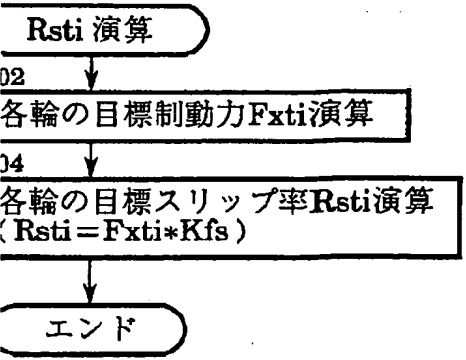 Rsti 演算
02
各輪の目標制動力Fxti演算
04
各輪の目標スリップ率Rsti演算
( Rsti=Fxti*Kfs )
エンド